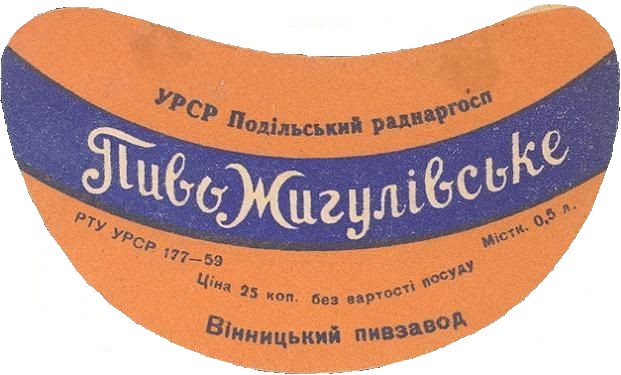 УРСР Подільський раднаргосп
Пиво Жигулівське
РТУ УРСР 177—59
Містк. 0,5 л.
Ціна 25 коп. без вартості посуду
Вінницький пивзавод